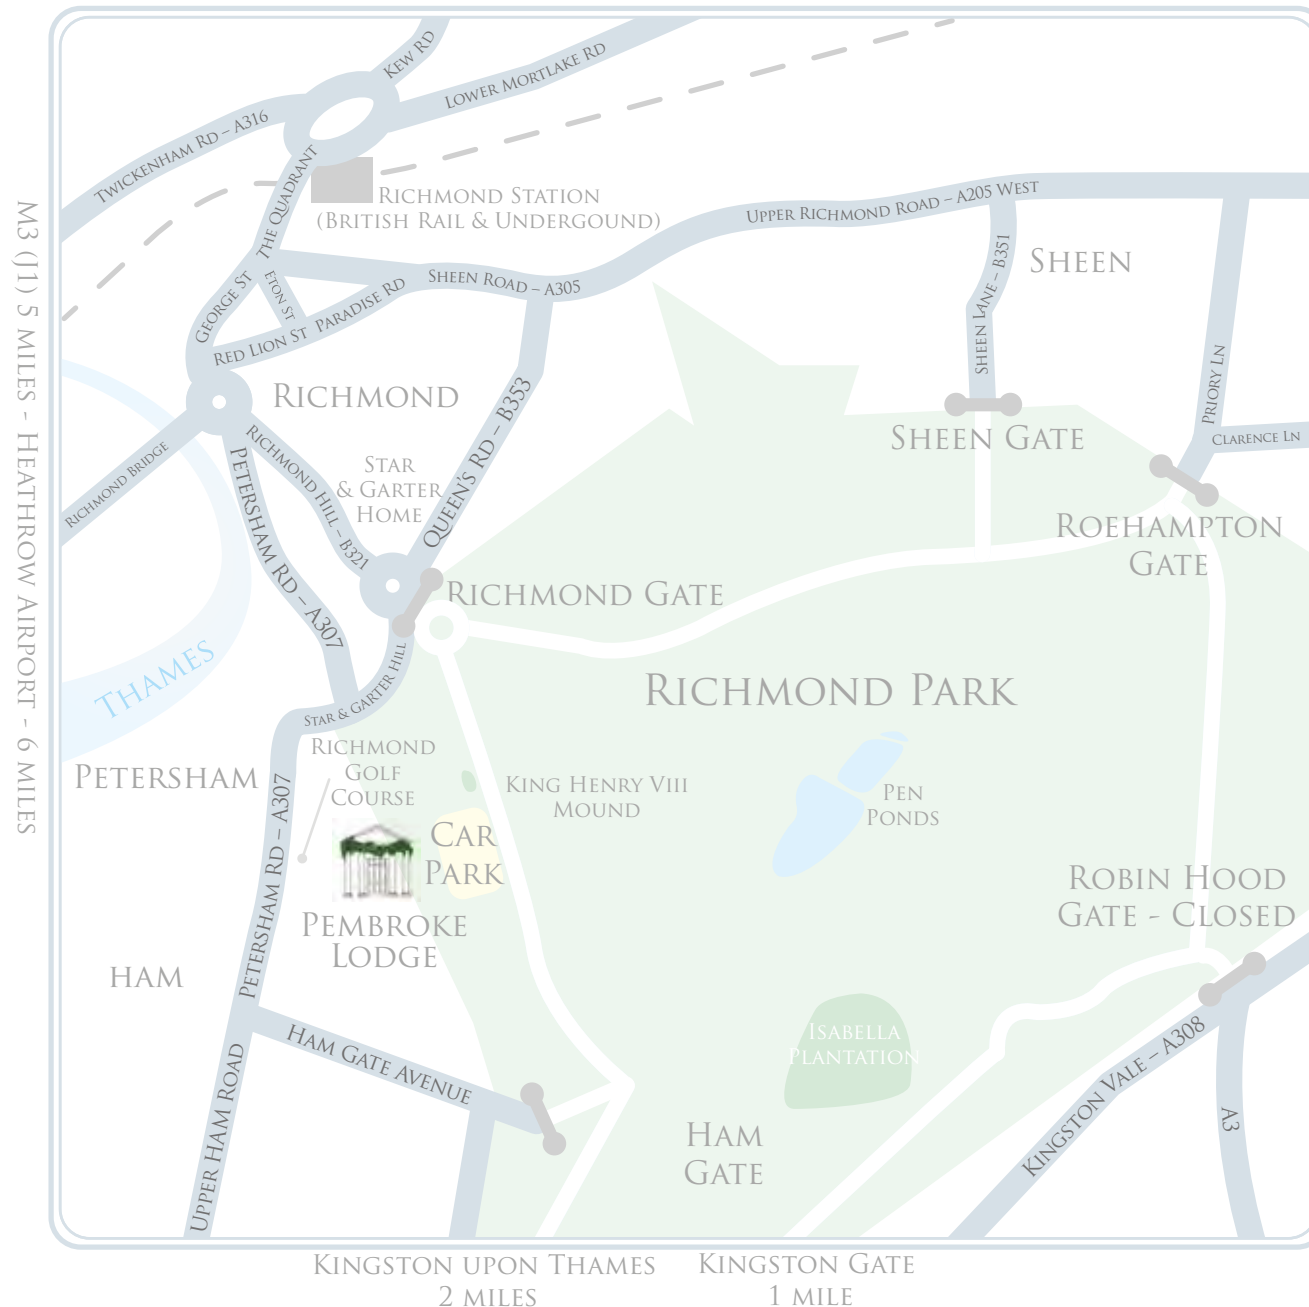 Kew Rd
Lower Mortlake Rd
Twickenham Rd – A316
The Quadrant
Richmond Station
(British Rail & Undergound)
Upper Richmond Road – A205 West
Sheen Lane – B351
Sheen
George St
Eton St
Paradise Rd
Red Lion St
Sheen Road – A305
M3 (J1) 5 miles - Heathrow Airport - 6 miles
Richmond
Priory Ln
Clarence Ln
Sheen Gate
Richmond Bridge
Richmond Hill – B321
Star
& Garter
Home
Queen's Rd – B353
Petersham Rd – A307
Roehampton
Gate
Richmond Gate
Thames
Star & Garter Hill
Richmond Park
Petersham
Richmond
Golf
Course
King Henry VIII
Mound
Pen
Ponds
Car
Park
Petersham Rd – A307
Pembroke
Lodge
Robin Hood
Gate - Closed
Ham
Isabella
Plantation
Ham Gate Avenue
Upper Ham Road
Kingston Vale – A308
A3
Ham
Gate
Kingston upon Thames
2 miles
Kingston Gate
1 mile